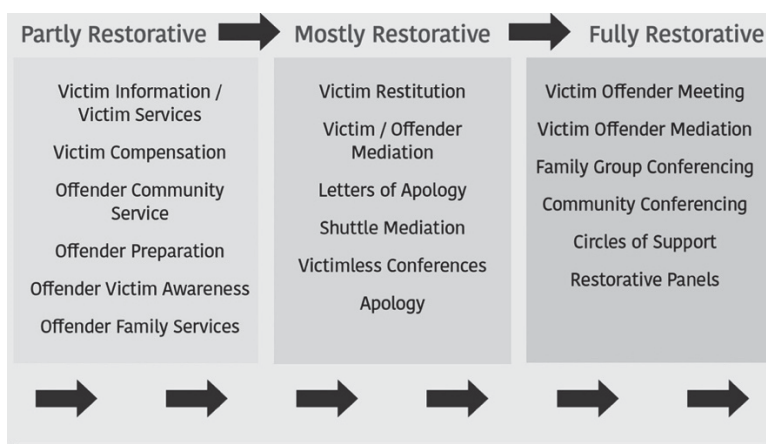 Partly Restorative
Mostly Restorative
Fully Restorative
Victim Information /
Victim Services
Victim Compensation
Offender Community
Service
Offender Preparation
Offender Victim Awareness
Offender Family Services
Victim Restitution
Victim / Offender
Mediation
Letters of Apology
Shuttle Mediation
Victimless Conferences
Apology
Victim Offender Meeting
Victim Offender Mediation
Family Group Conferencing
Community Conferencing
Circles of Support
Restorative Panels